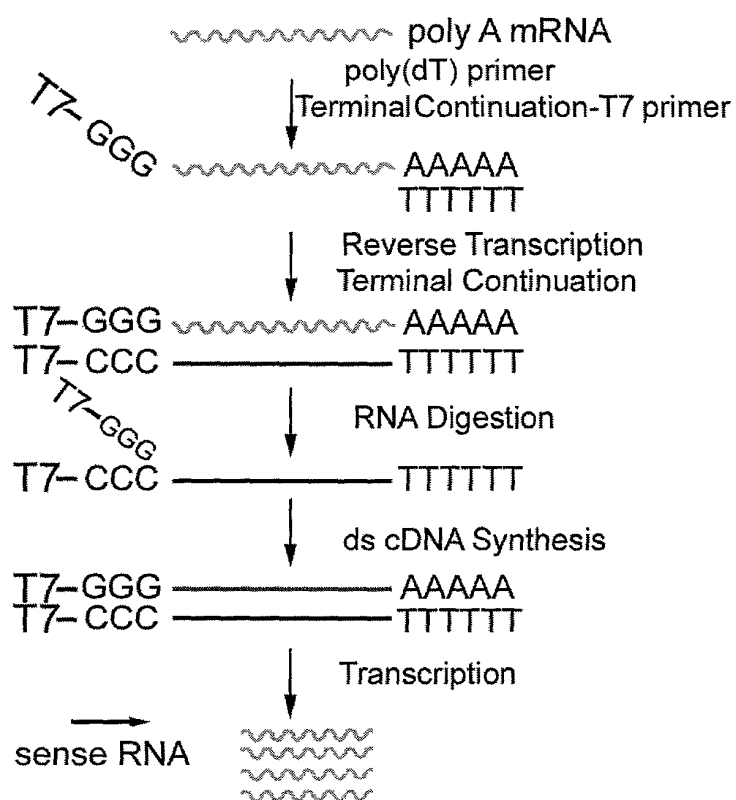 poly A mRNA
poly(dT) primer
Terminal Continuation-T7 primer
T7-GGG
AAAAA
TTTTTT
Reverse Transcription
Terminal Continuation
T7-GGG AAAAA
T7-CCC TTTTTT
T7-GGG
RNA Digestion
T7-CCC TTTTTT
ds cDNA Synthesis
T7-GGG AAAAA
T7-CCC TTTTTT
Transcription
sense RNA